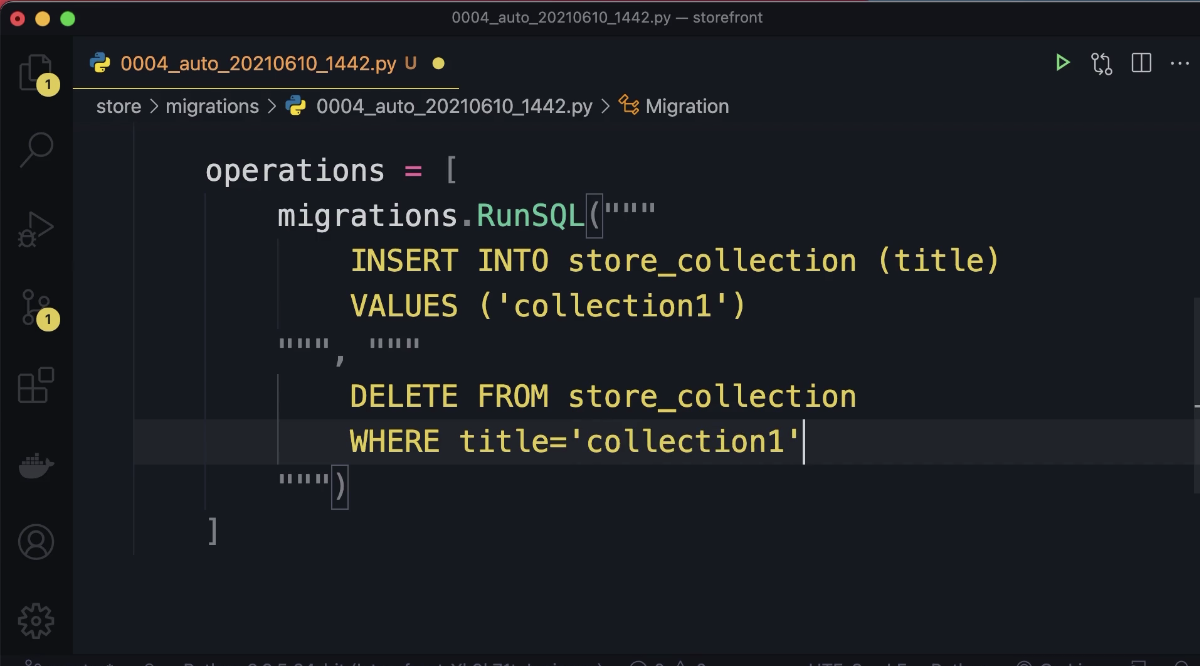 0004_auto_20210610_1442.py — storefront
0004_auto_20210610_1442.py U
1
store > migrations > 0004_auto_20210610_1442.py > Migration
operations = [
migrations.RunSQL("""
INSERT INTO store_collection (title)
VALUES ('collection1')
""", """
DELETE FROM store_collection
WHERE title='collection1'
""")
]
1